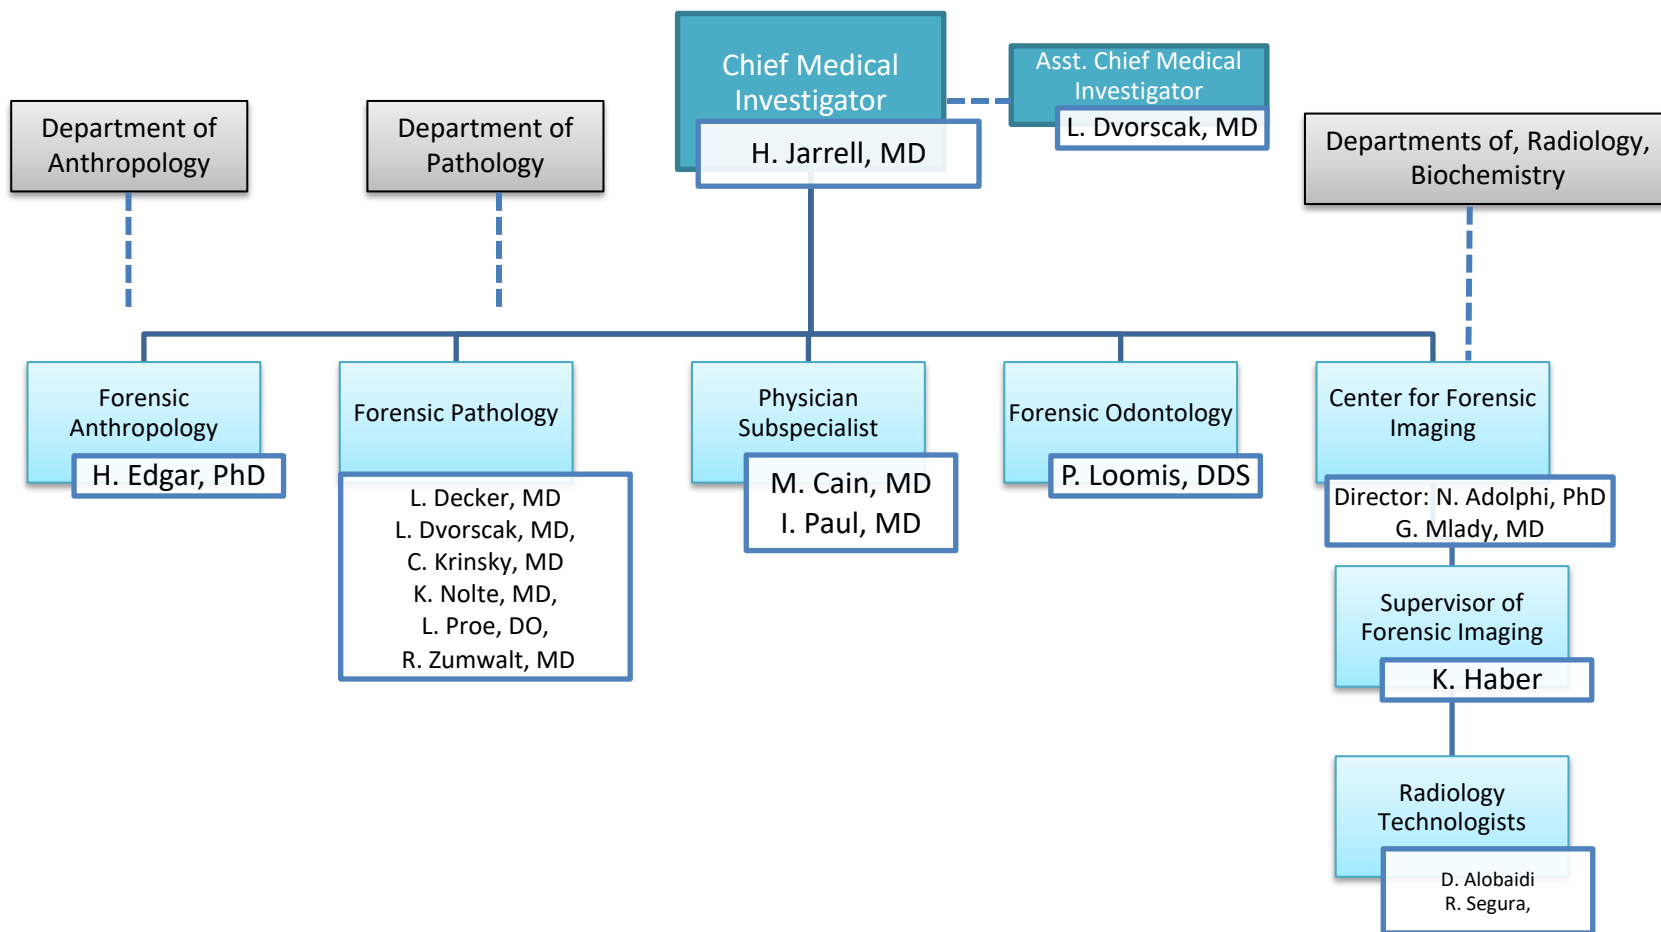 Chief Medical
Investigator
H. Jarrell, MD
Asst. Chief Medical
Investigator
L. Dvorscak, MD
Department of
Anthropology
Department of
Pathology
Departments of, Radiology,
Biochemistry
Forensic
Anthropology
H. Edgar, PhD
Forensic Pathology
L. Decker, MD
L. Dvorscak, MD,
C. Krinsky, MD
K. Nolte, MD,
L. Proe, DO,
R. Zumwalt, MD
Physician
Subspecialist
M. Cain, MD
I. Paul, MD
Forensic Odontology
P. Loomis, DDS
Center for Forensic
Imaging
Director: N. Adolphi, PhD
G. Mlady, MD
Supervisor of
Forensic Imaging
K. Haber
Radiology
Technologists
D. Alobaidi
R. Segura,